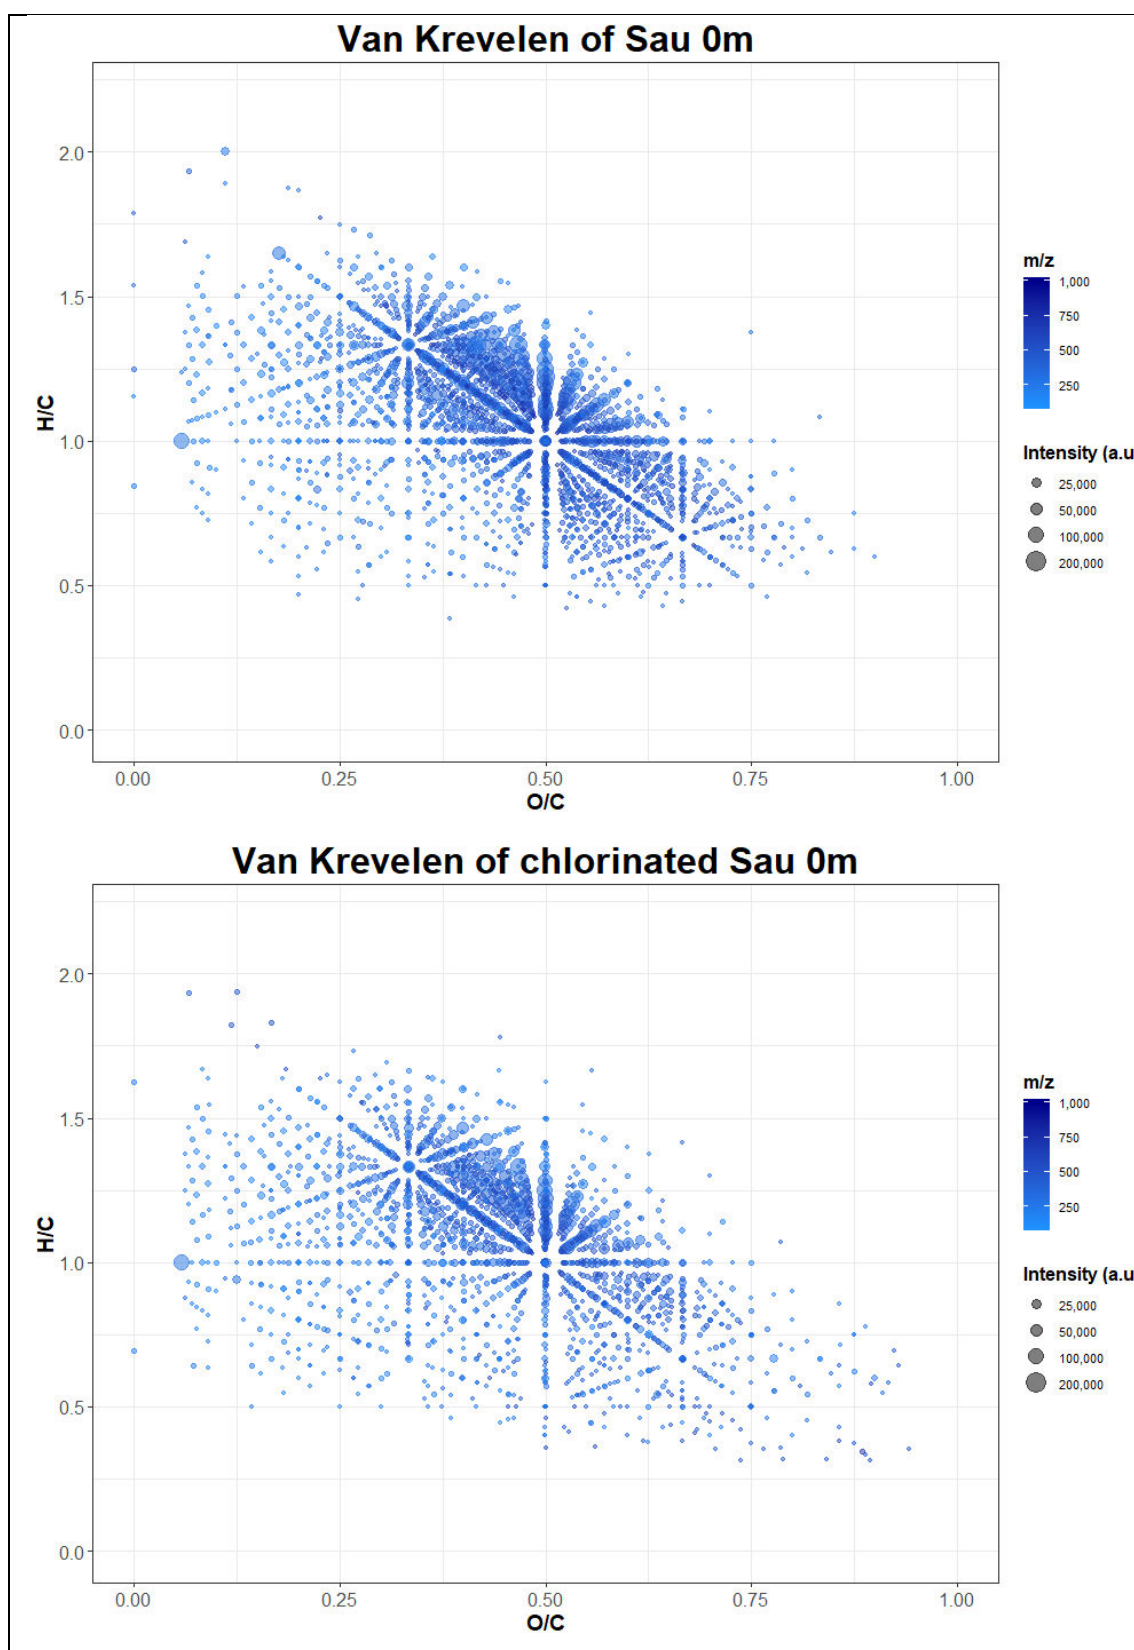 Van Krevelen of Sau 0m
H/C
2.0
1.5
1.0
0.5
0.0
0.00 0.25 0.50 0.75 1.00
O/C
m/z
1,000
750
500
250
Intensity (a.u
25,000
50,000
100,000
200,000
Van Krevelen of chlorinated Sau 0m
H/C
2.0
1.5
1.0
0.5
0.0
0.00 0.25 0.50 0.75 1.00
O/C
m/z
1,000
750
500
250
Intensity (a.u
25,000
50,000
100,000
200,000